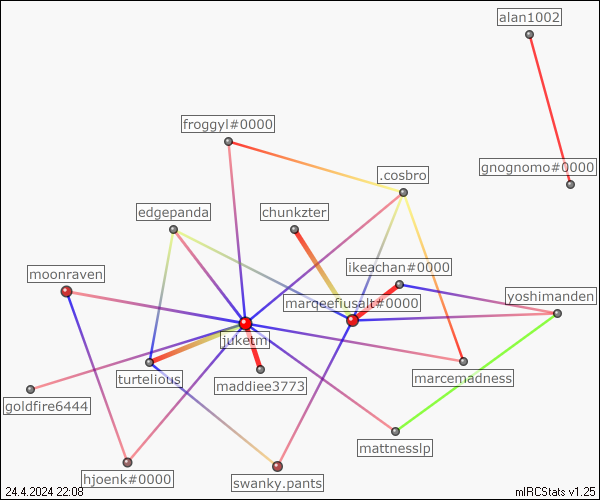 alan1002
froggyl#0000
gnognomo#0000
.cosbro
edgepanda
chunkzter
ikeachan#0000
moonraven
marqeefiusalt#0000
yoshimanden
juketm
turtelious
maddiee3773
marcemadness
goldfire6444
mattnesslp
hjoenk#0000
swanky.pants
24.4.2024 22:08
mIRCStats v1.25